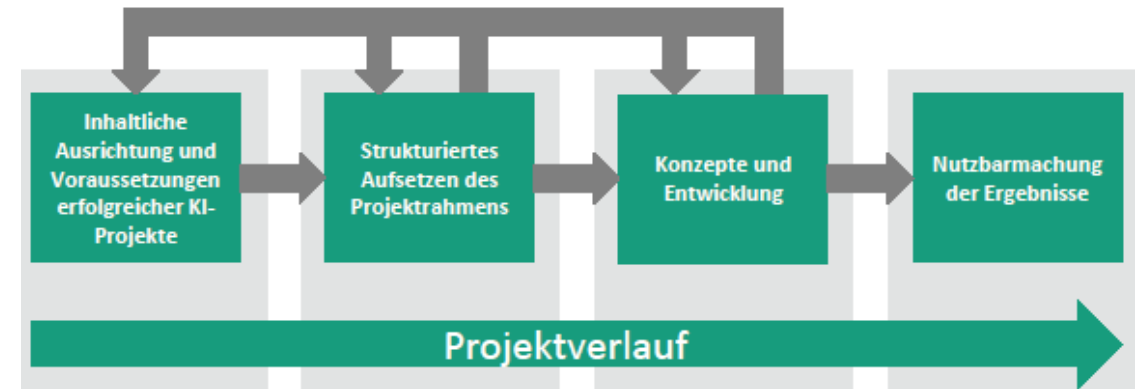 Inhaltliche
Ausrichtung und
Voraussetzungen
erfolgreicher KI-
Projekte
Strukturiertes
Aufsetzen des
Projektrahmens
Konzepte und
Entwicklung
Nutzbarmachung
der Ergebnisse
Projektverlauf